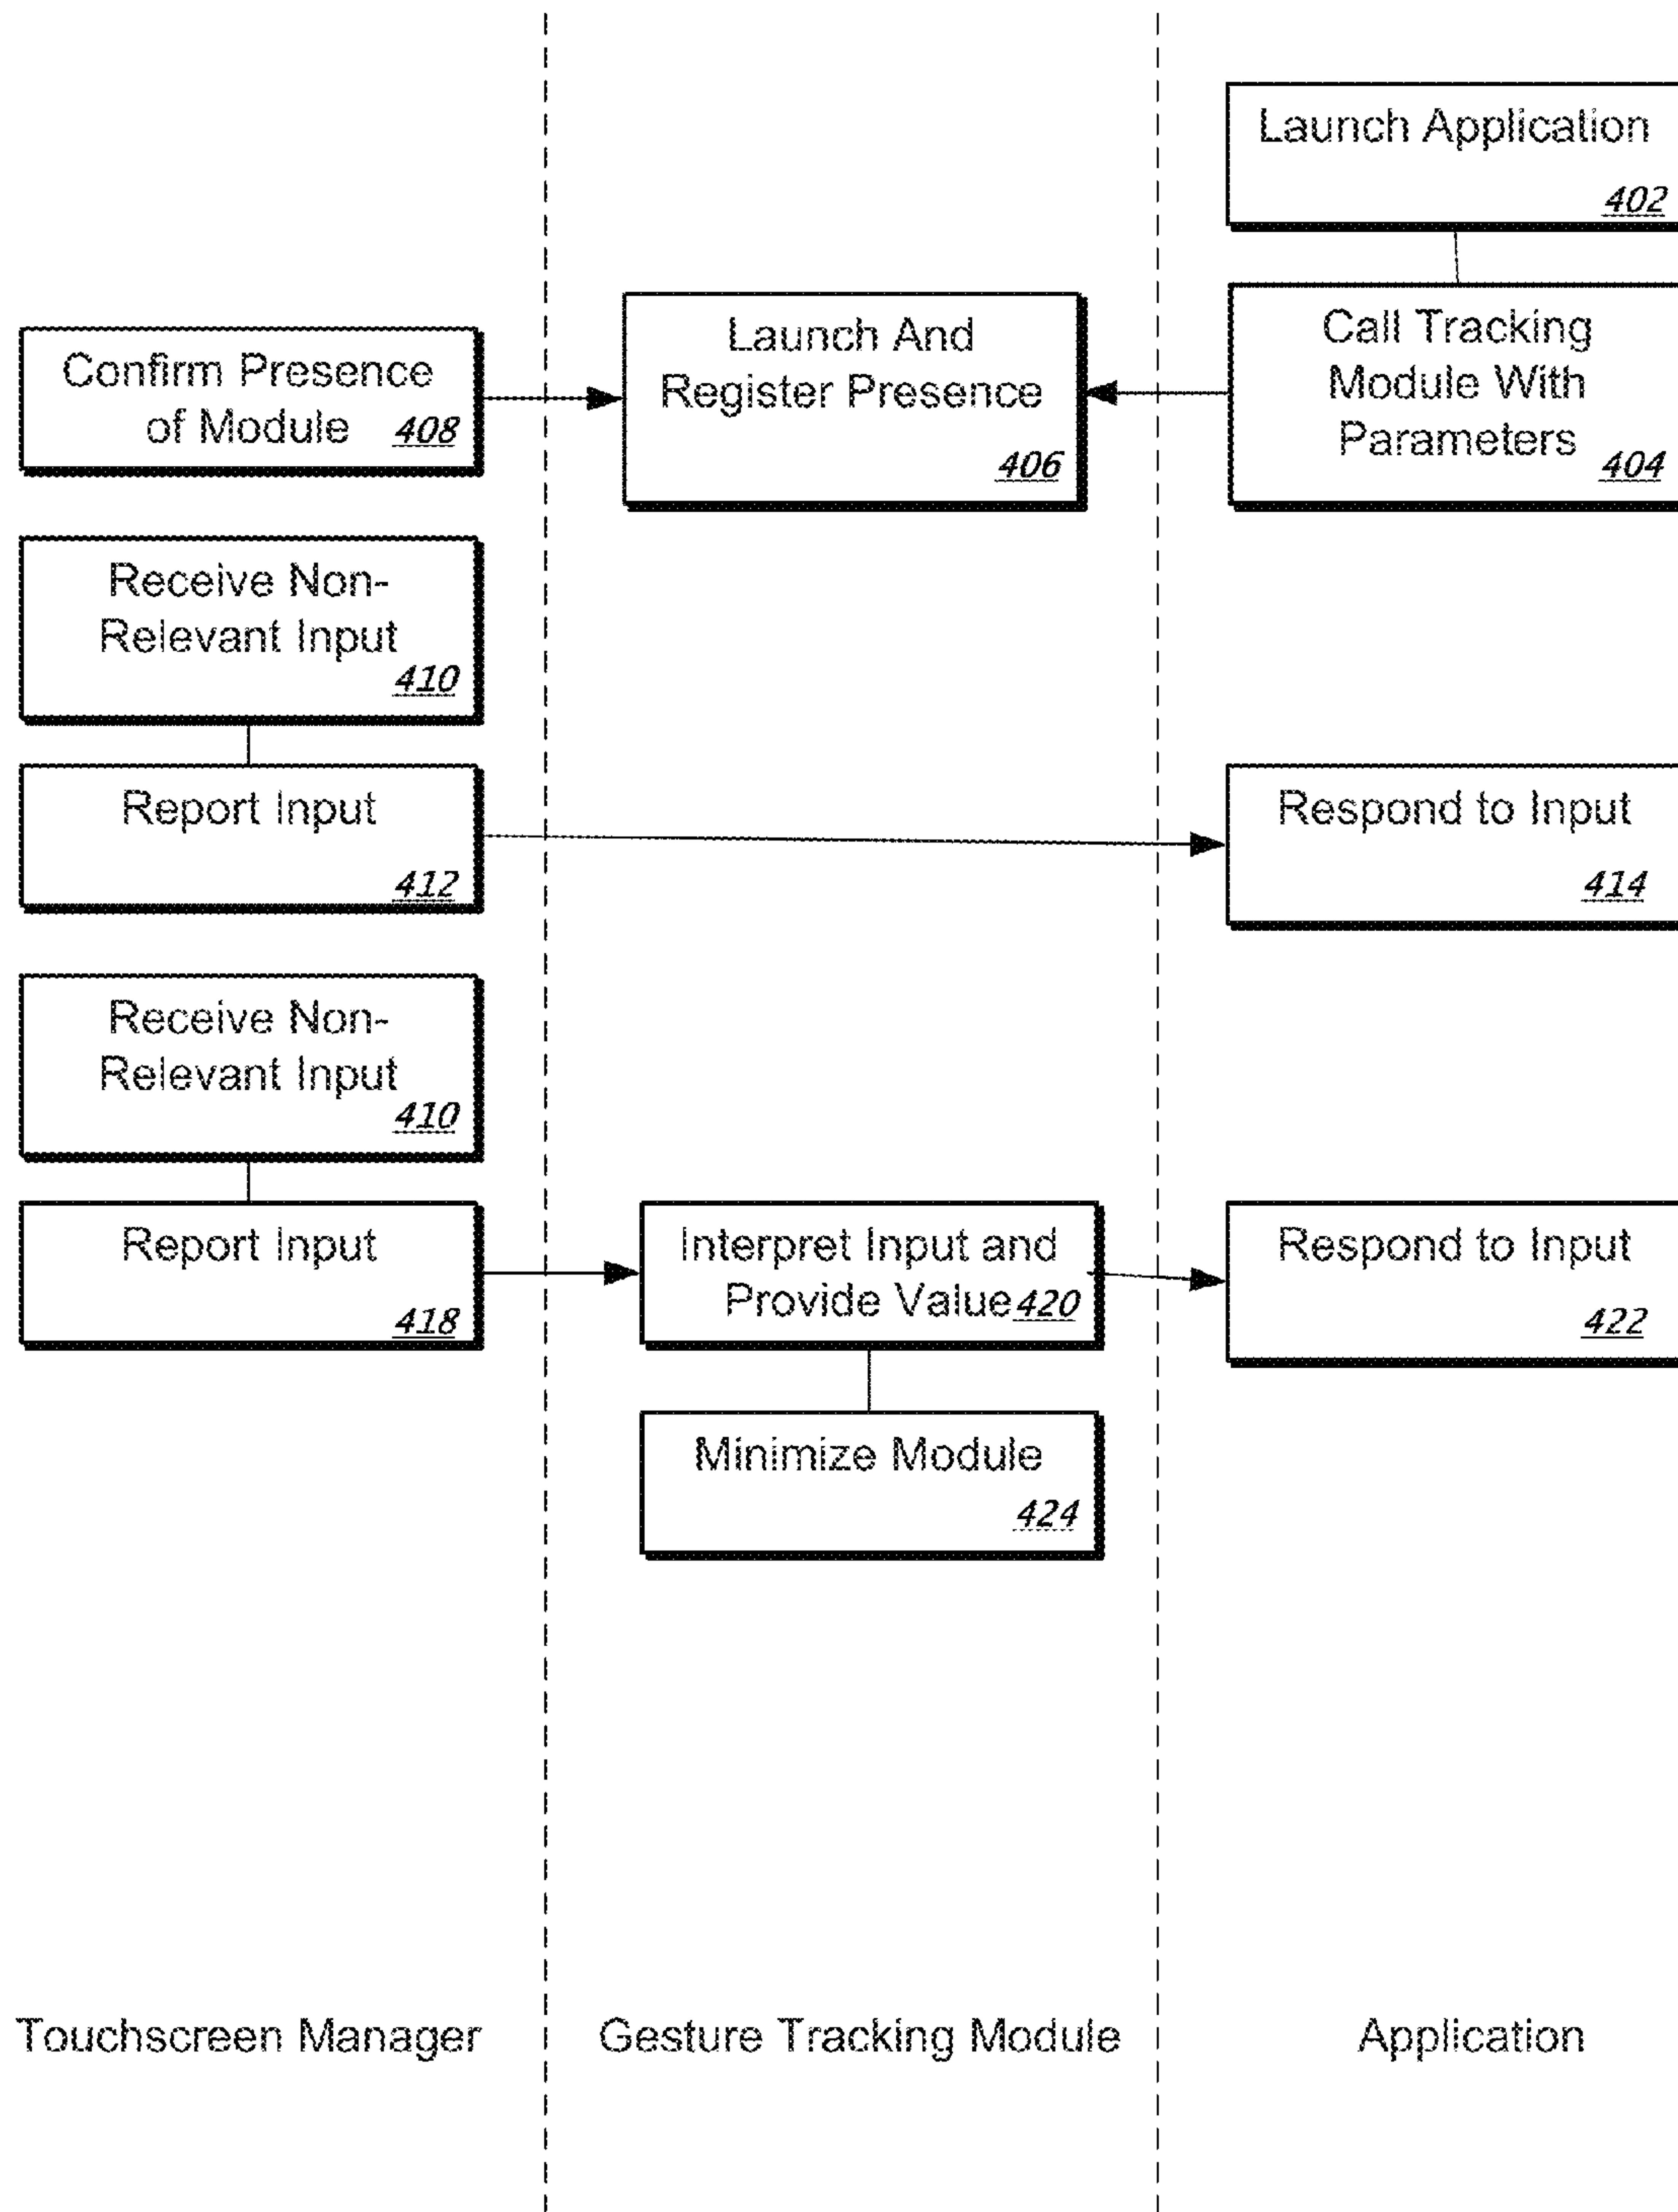 Launch Application
402
Confirm Presence
of Module 408
Launch And
Register Presence
406
Call Tracking
Module With
Parameters
404
Receive Non-
Relevant Input
410
Report Input
412
Respond to Input
414
Receive Non-
Relevant Input
410
Report Input
418
Interpret Input and
Provide Value 420
Respond to Input
422
Minimize Module
424
Touchscreen Manager
Gesture Tracking Module
Application